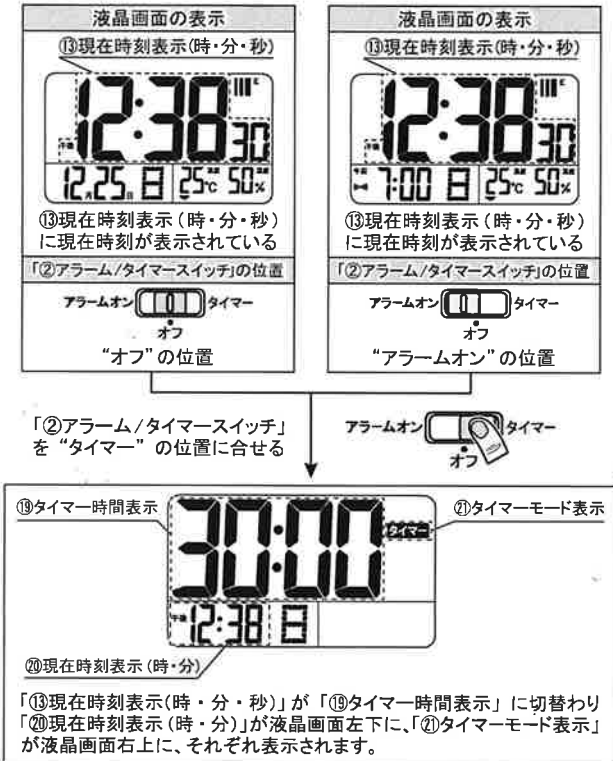 液晶画面の表示
⑬現在時刻表示(時・分・秒)
午後
12:38
30
12月25日 日 25℃ 50%
⑬現在時刻表示(時・分・秒)
に現在時刻が表示されている
「②アラーム/タイマースイッチ」の位置
アラームオン タイマー
オフ
“オフ”の位置
液晶画面の表示
⑬現在時刻表示(時・分・秒)
午後
12:38
30
午前 7:00 日 25℃ 50%
⑬現在時刻表示(時・分・秒)
に現在時刻が表示されている
「②アラーム/タイマースイッチ」の位置
アラームオン タイマー
オフ
“アラームオン”の位置
「②アラーム/タイマースイッチ」
を“タイマー”の位置に合せる
アラームオン タイマー
オフ
⑲タイマー時間表示
30:00
タイマー
㉑タイマーモード表示
午後 12:38 日
⑳現在時刻表示(時・分)
「⑬現在時刻表示(時・分・秒)」が「⑲タイマー時間表示」に切替わり
「⑳現在時刻表示(時・分)」が液晶画面左下に、「㉑タイマーモード表示」
が液晶画面右上に、それぞれ表示されます。